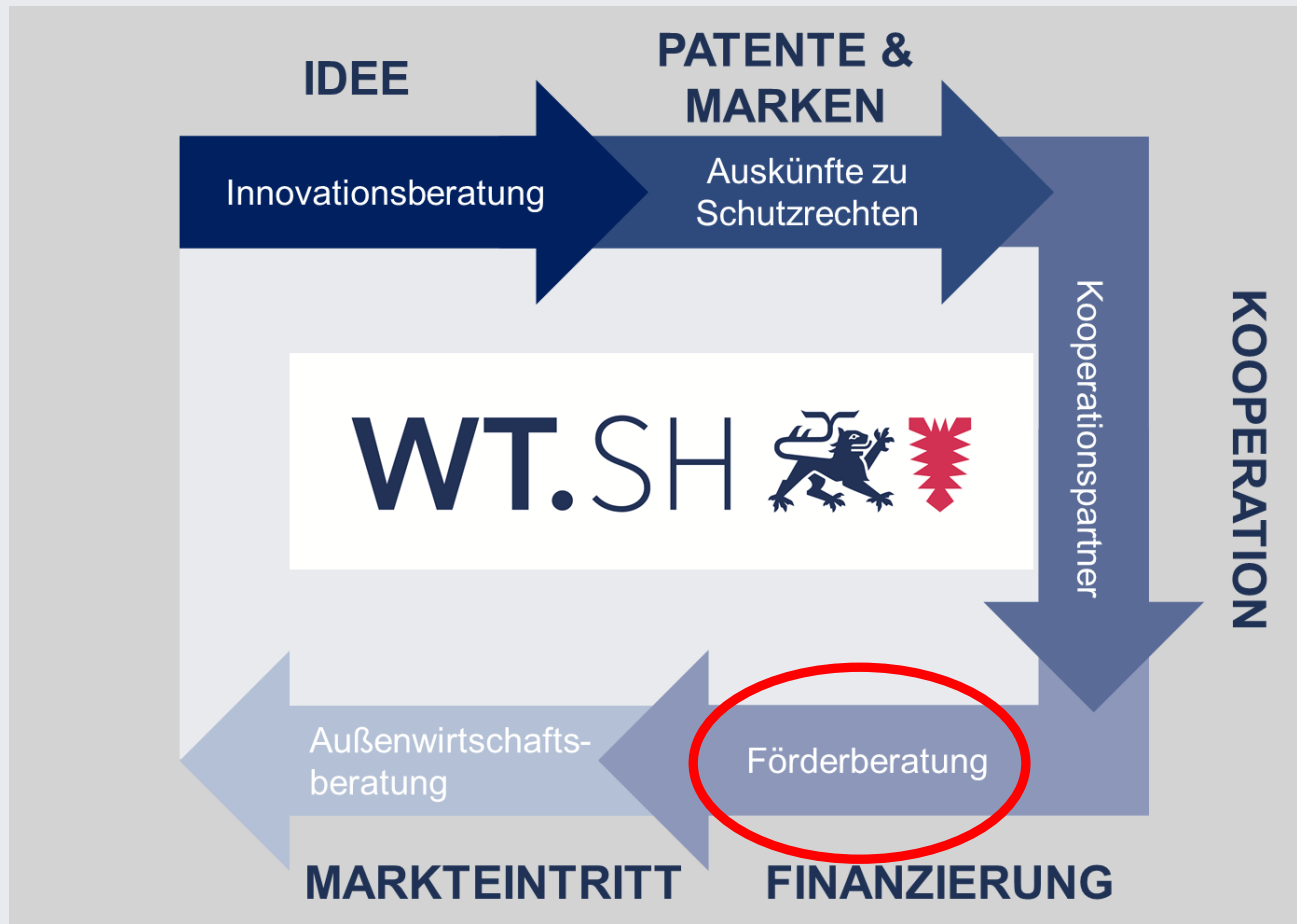 IDEE
PATENTE &
MARKEN
Innovationsberatung
Auskünfte zu
Schutzrechten
Kooperationspartner
KOOPERATION
WT.SH
Außenwirtschafts-
beratung
Förderberatung
MARKTEINTRITT
FINANZIERUNG